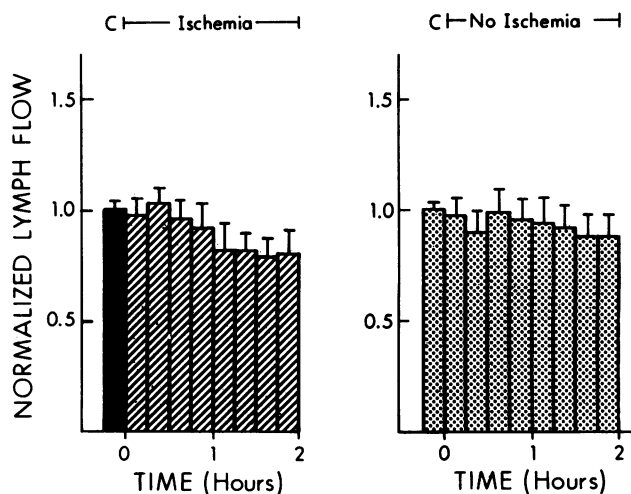 C Ischemia
C No Ischemia
NORMALIZED LYMPH FLOW
1.5
1.0
0.5
0 1 2
TIME (Hours)
1.5
1.0
0.5
0 1 2
TIME (Hours)